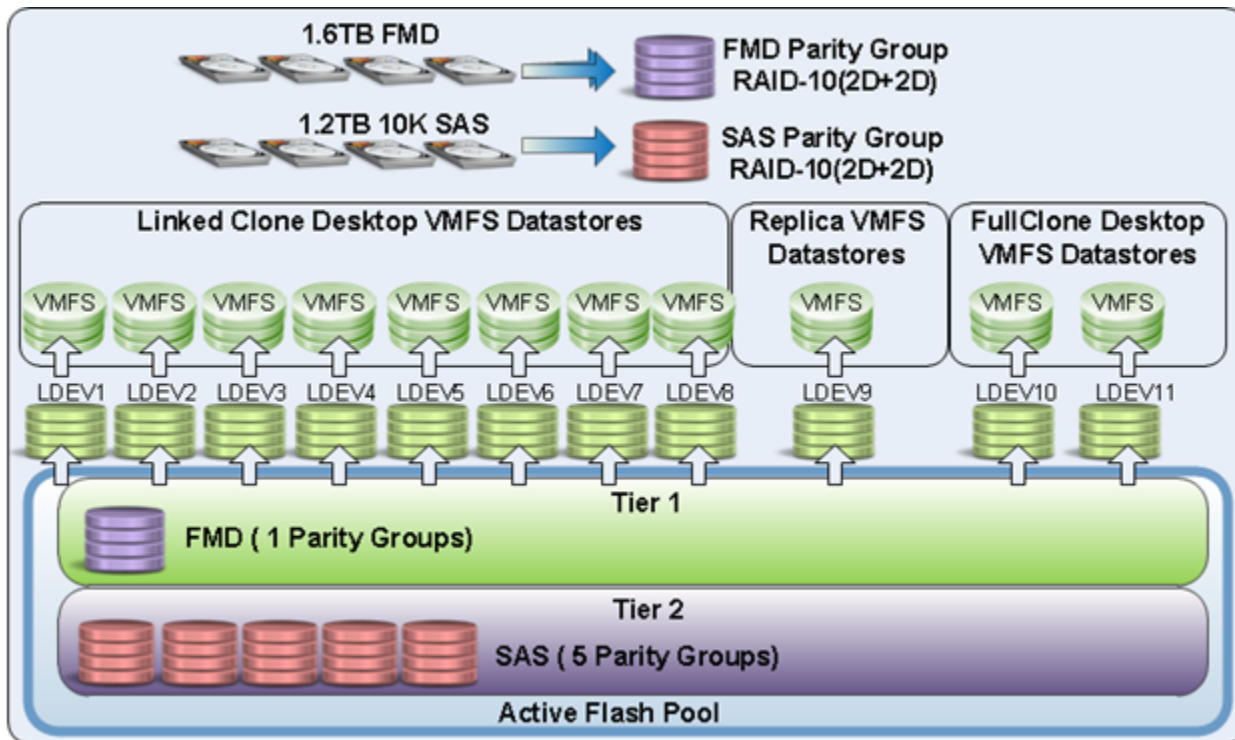 1.6TB FMD
FMD Parity Group
RAID-10(2D+2D)
1.2TB 10K SAS
SAS Parity Group
RAID-10(2D+2D)
Linked Clone Desktop VMFS Datastores
Replica VMFS
Datastores
FullClone Desktop
VMFS Datastores
VMFS VMFS VMFS VMFS VMFS VMFS VMFS VMFS VMFS VMFS VMFS
LDEV1 LDEV2 LDEV3 LDEV4 LDEV5 LDEV6 LDEV7 LDEV8 LDEV9 LDEV10 LDEV11
Tier 1
FMD ( 1 Parity Groups)
Tier 2
SAS ( 5 Parity Groups)
Active Flash Pool